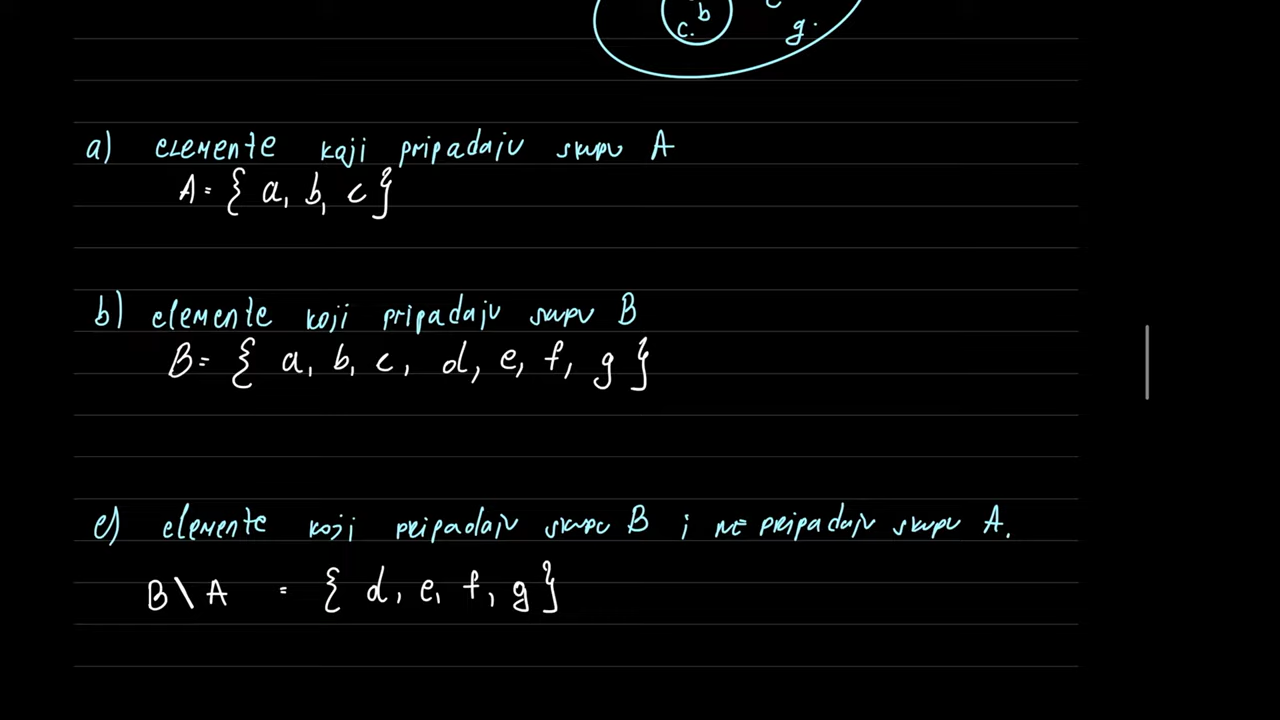 b
c.
g.
a) elemente koji pripadaju skupu A
A = { a, b, c }
b) elemente koji pripadaju skupu B
B = { a, b, c, d, e, f, g }
c) elemente koji pripadaju skupu B i NE pripadaju skupu A.
B \ A = { d, e, f, g }